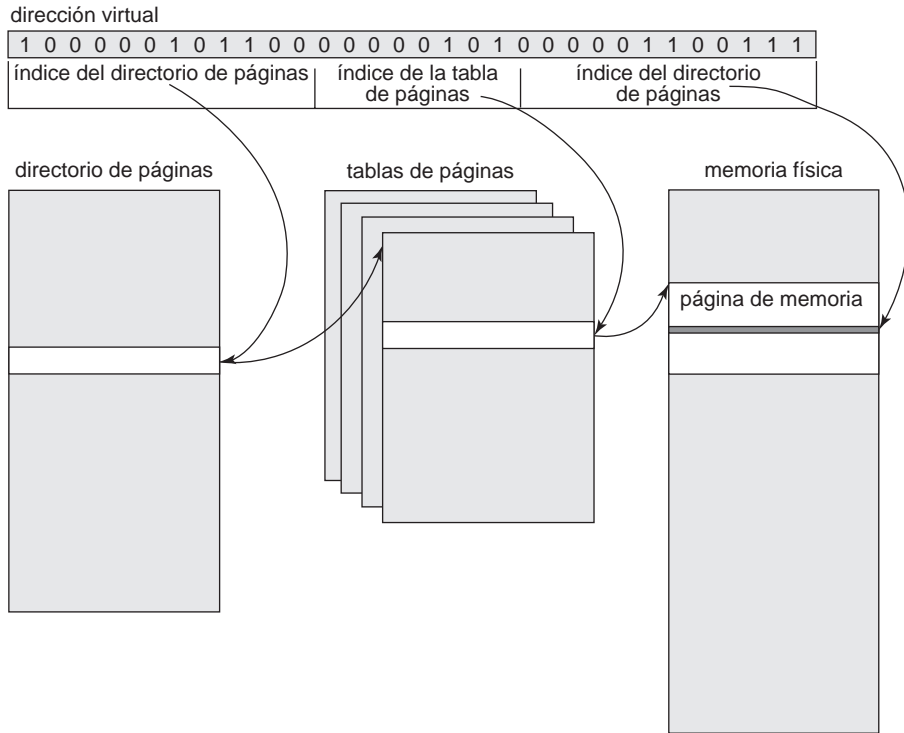 dirección virtual
1 0 0 0 0 0 1 0 1 1 0 0 0 0 0 0 0 1 0 1 0 0 0 0 0 1 1 0 0 1 1 1
índice del directorio de páginas
índice de la tabla
de páginas
índice del directorio
de páginas
directorio de páginas
tablas de páginas
memoria física
página de memoria